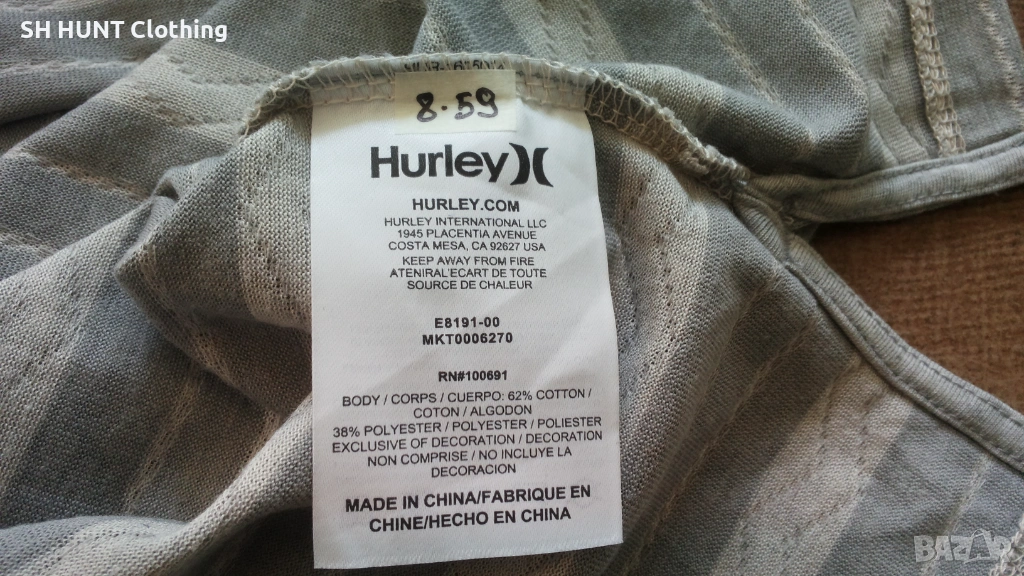 SH HUNT Clothing
8.59
Hurley
HURLEY.COM
HURLEY INTERNATIONAL LLC
1945 PLACENTIA AVENUE
COSTA MESA, CA 92627 USA
KEEP AWAY FROM FIRE
ATENIRAL'ECART DE TOUTE
SOURCE DE CHALEUR
E8191-00
MKT0006270
RN#100691
BODY / CORPS / CUERPO: 62% COTTON /
COTON / ALGODON
38% POLYESTER / POLYESTER / POLIESTER
EXCLUSIVE OF DECORATION / DECORATION
NON COMPRISE / NO INCLUYE LA
DECORACION
MADE IN CHINA/FABRIQUE EN
CHINE/HECHO EN CHINA
BAZAR